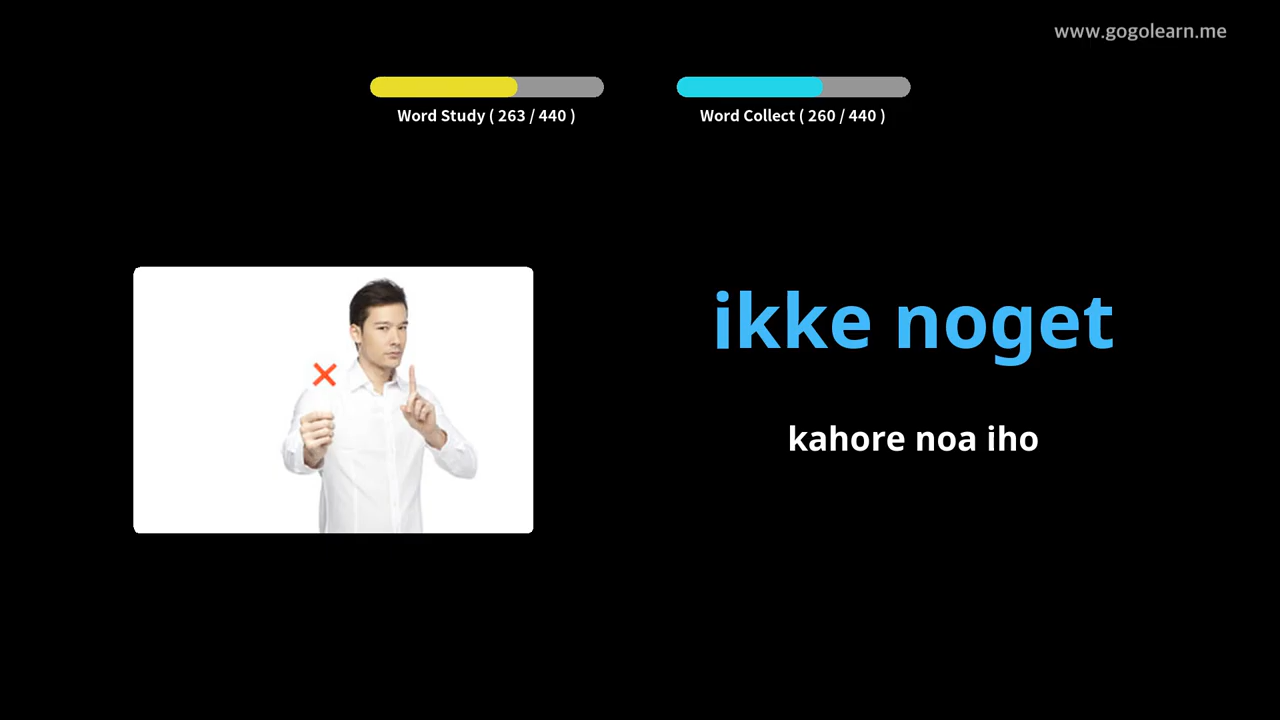 www.gogolearn.me
Word Study ( 263 / 440 )
Word Collect ( 260 / 440 )
ikke noget
kahore noa iho